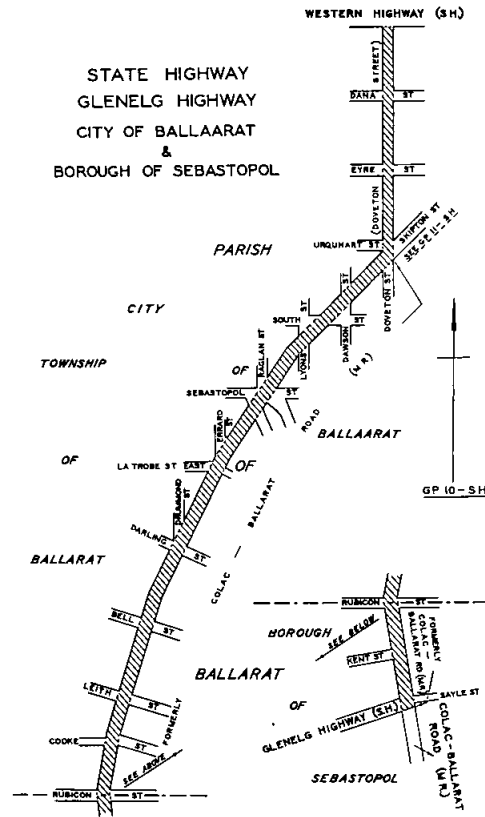 WESTERN HIGHWAY (S.H.)
STATE HIGHWAY
GLENELG HIGHWAY
CITY OF BALLAARAT
&
BOROUGH OF SEBASTOPOL
(DOVETON STREET)
DANA ST
EYRE ST
URQUHART ST
SKIPTON ST
SEE GP 11-SH
DOVETON ST
PARISH
CITY
TOWNSHIP
OF
SOUTH ST
LYONS ST
DAWSON ST
(M.R.)
RAGLAN ST
SEBASTOPOL ST
ROAD
BALLAARAT
ERRARD ST
LA TROBE ST EAST
OF
OF
DRUMMOND ST
DARLING ST
COLAC - BALLARAT
GP 10-SH
BALLARAT
BELL ST
BALLARAT
LEITH ST
FORMERLY
COOKE ST
SEE ABOVE
RUBICON ST
RUBICON ST
BOROUGH
SEE BELOW
FORMERLY
COLAC -
BALLARAT RD (M.R.)
KENT ST
OF
SAYLE ST
GLENELG HIGHWAY (S.H.)
COLAC-BALLARAT
ROAD (M.R.)
SEBASTOPOL